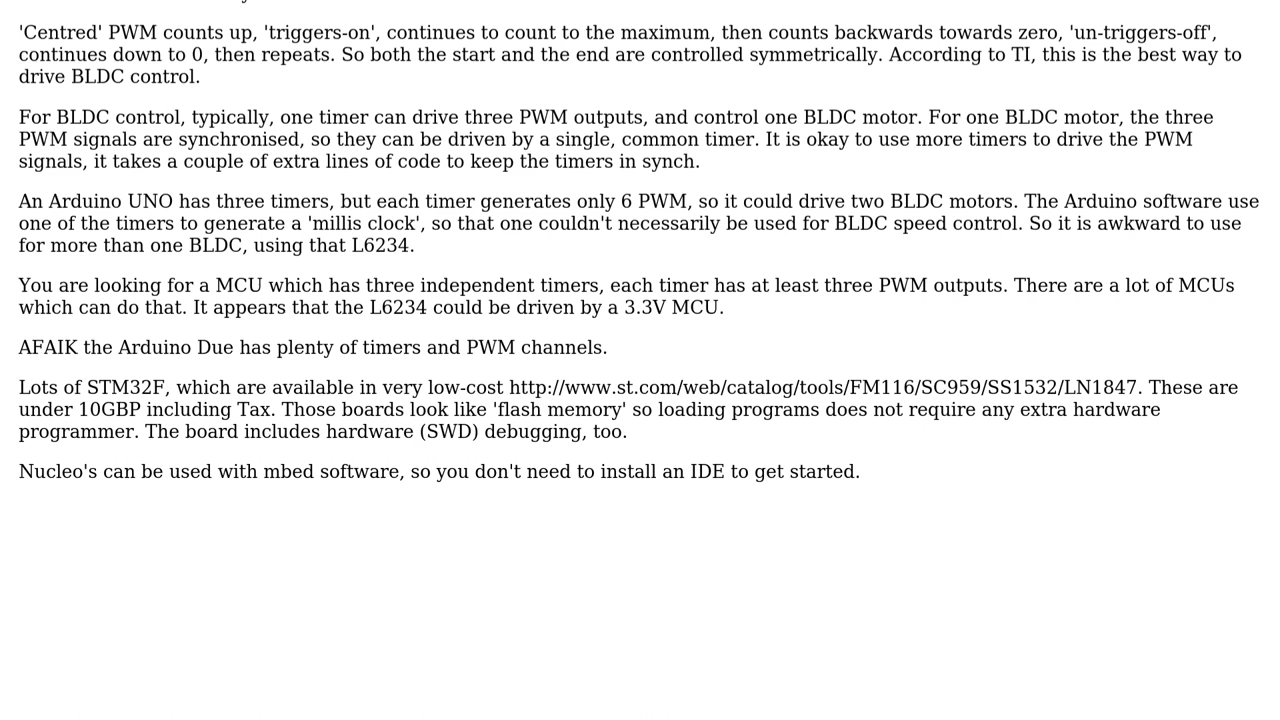 'Centred' PWM counts up, 'triggers-on', continues to count to the maximum, then counts backwards towards zero, 'un-triggers-off',
continues down to 0, then repeats. So both the start and the end are controlled symmetrically. According to TI, this is the best way to
drive BLDC control.
For BLDC control, typically, one timer can drive three PWM outputs, and control one BLDC motor. For one BLDC motor, the three
PWM signals are synchronised, so they can be driven by a single, common timer. It is okay to use more timers to drive the PWM
signals, it takes a couple of extra lines of code to keep the timers in synch.
An Arduino UNO has three timers, but each timer generates only 6 PWM, so it could drive two BLDC motors. The Arduino software use
one of the timers to generate a 'millis clock', so that one couldn't necessarily be used for BLDC speed control. So it is awkward to use
for more than one BLDC, using that L6234.
You are looking for a MCU which has three independent timers, each timer has at least three PWM outputs. There are a lot of MCUs
which can do that. It appears that the L6234 could be driven by a 3.3V MCU.
AFAIK the Arduino Due has plenty of timers and PWM channels.
Lots of STM32F, which are available in very low-cost http://www.st.com/web/catalog/tools/FM116/SC959/SS1532/LN1847. These are
under 10GBP including Tax. Those boards look like 'flash memory' so loading programs does not require any extra hardware
programmer. The board includes hardware (SWD) debugging, too.
Nucleo's can be used with mbed software, so you don't need to install an IDE to get started.